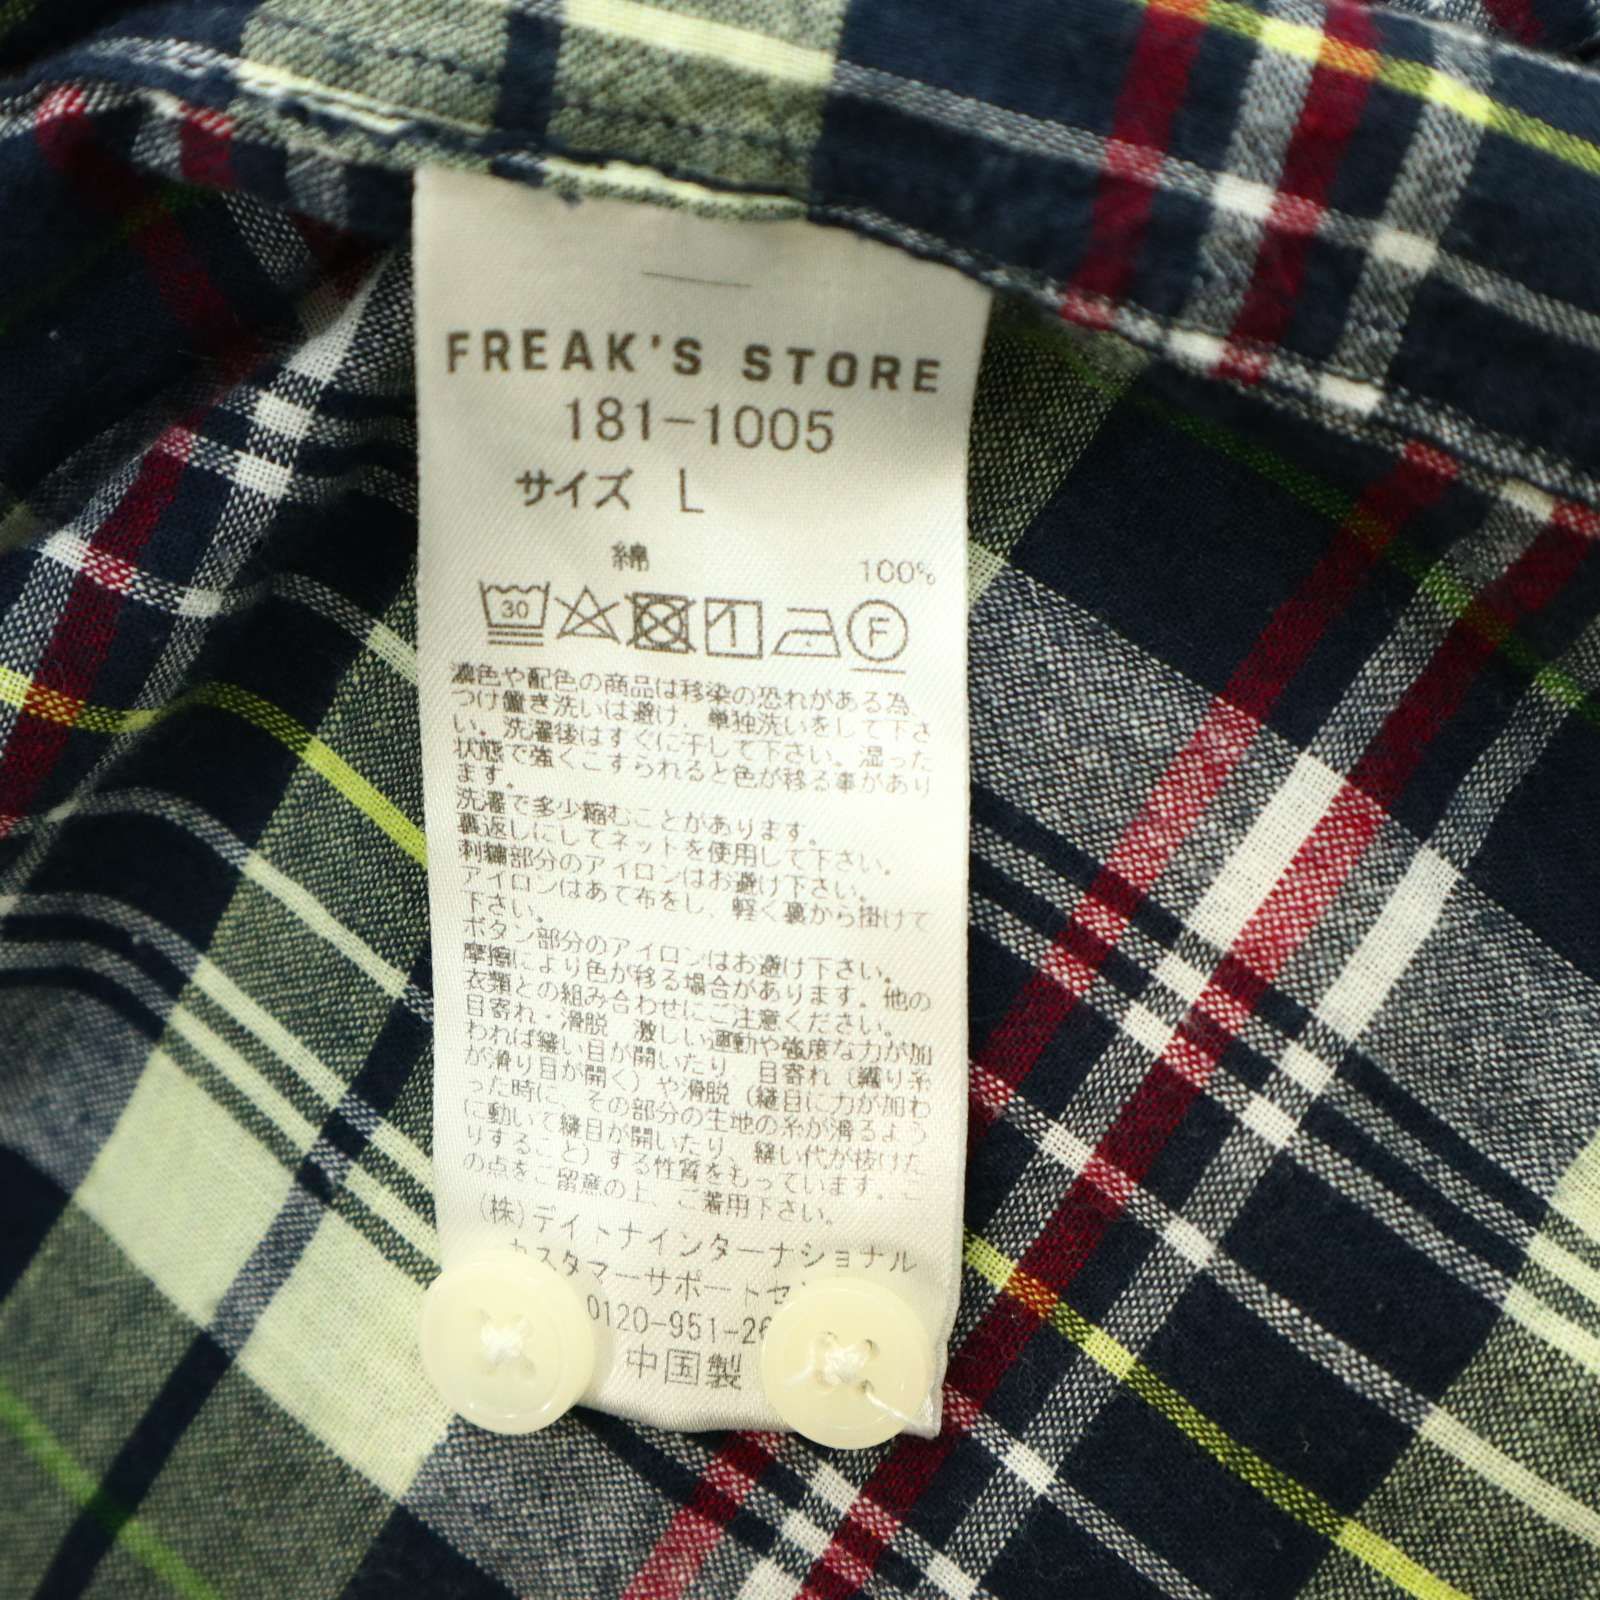 FREAK'S STORE
181-1005
サイズ L
綿 100%
30 1 F
濃色や配色の商品は移染の恐れがある為、
つけ置き洗いは避け、単独洗いをして下さ
い。洗濯後はすぐに干して下さい。湿った
状態で強くこすられると色が移る事があり
ます。
洗濯で多少縮むことがあります。
裏返しにしてネットを使用して下さい。
刺繍部分のアイロンはお避け下さい。
アイロンはあて布をし、軽く裏から掛けて
下さい。
ボタン部分のアイロンはお避け下さい。
摩擦により色が移る場合があります。他の
衣類との組み合わせにご注意ください。
目寄れ・滑脱 激しい運動や強度な力が加
われば縫い目が開いたり 目寄れ（織り糸
が滑り目が開く）や滑脱（縫目に力が加わ
った時に、その部分の生地の糸が滑るよう
に動いて縫目が開いたり、縫い代が抜けた
りすること）する性質をもっています。こ
の点をご留意の上、ご着用下さい。
(株)デイトナインターナショナル
カスタマーサポートセ
0120-951-26
中国製